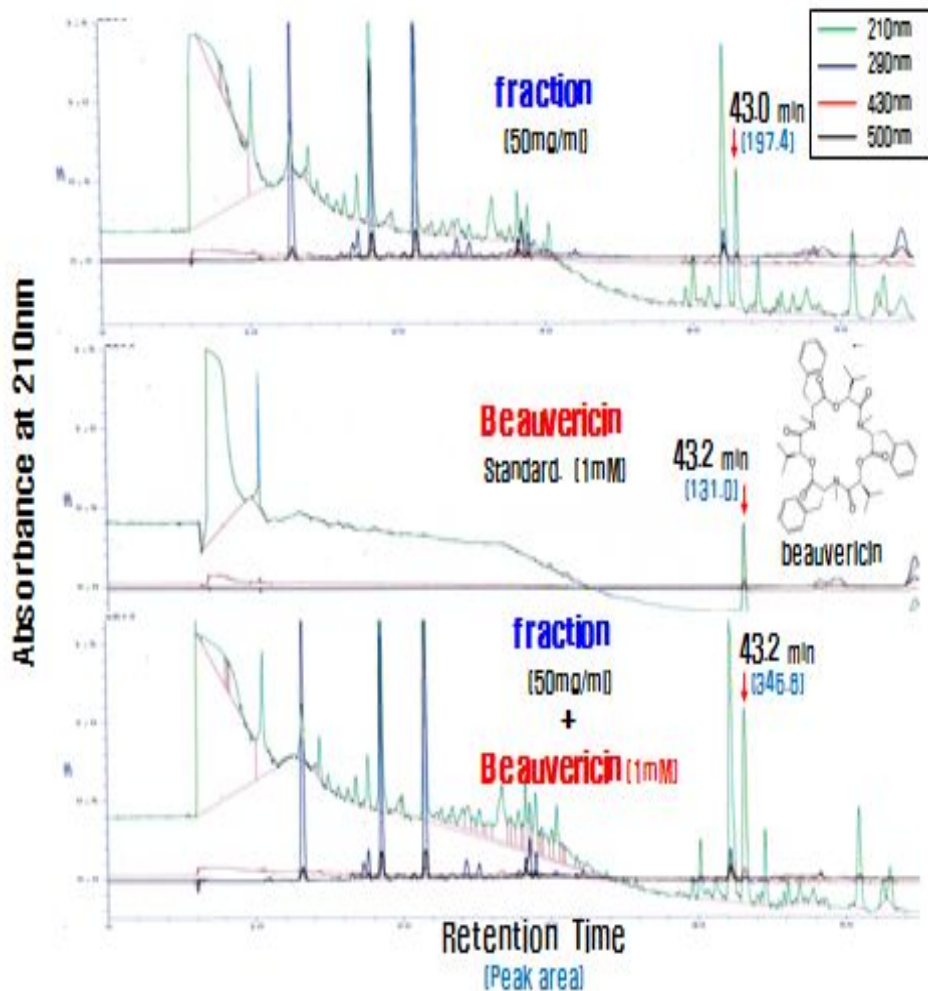 210nm
290nm
430nm
500nm
fraction
(50mg/ml)
43.0 min
(197.4)
Absorbance at 210nm
Beauvericin
Standard. (1mM)
43.2 min
(131.0)
beauvericin
fraction
(50mg/ml)
+
Beauvericin (1mM)
43.2 min
(346.8)
Retention Time
(Peak area)